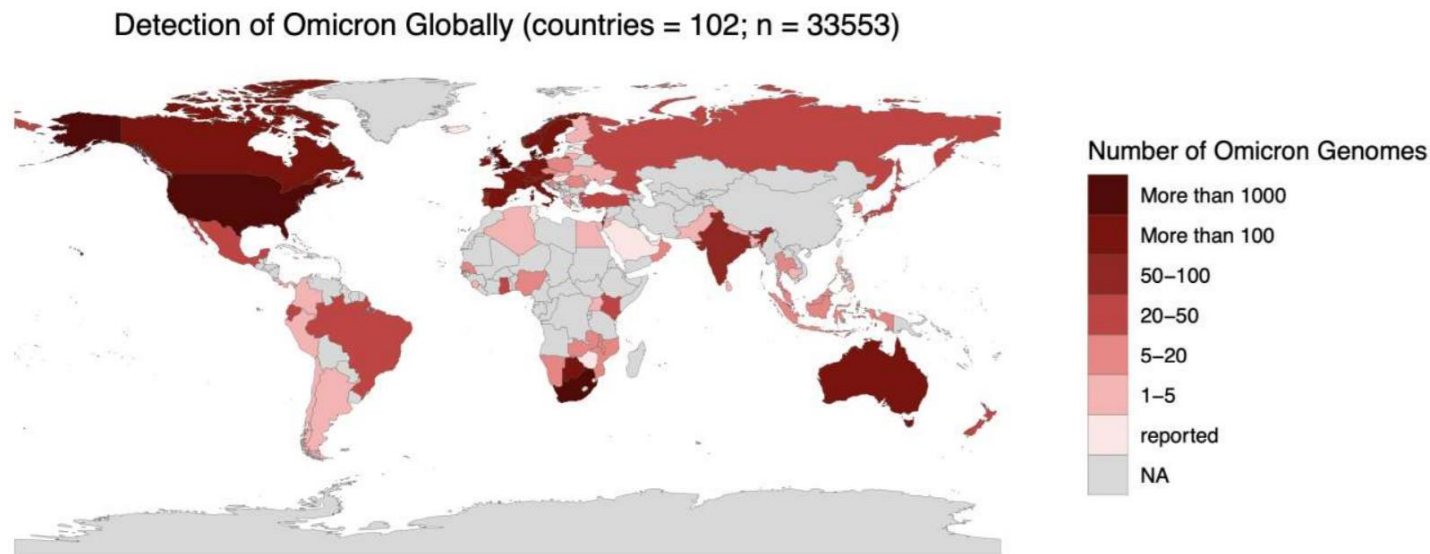 Detection of Omicron Globally (countries = 102; n = 33553)
Number of Omicron Genomes
More than 1000
More than 100
50−100
20−50
5−20
1−5
reported
NA